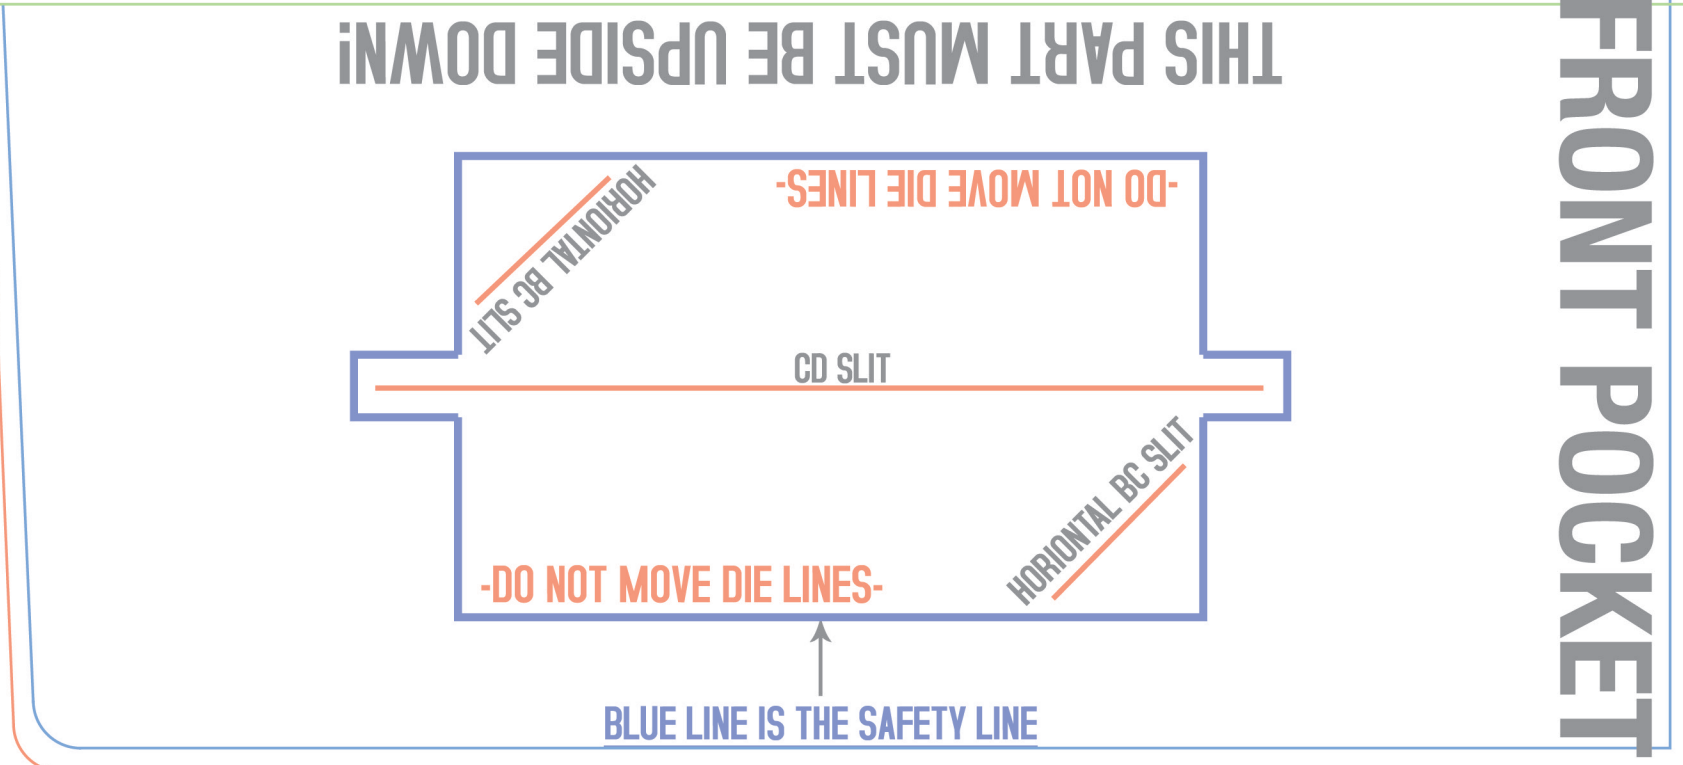 THIS PART MUST BE UPSIDE DOWN!
-DO NOT MOVE DIE LINES-
HORIONTAL BC SLIT
CD SLIT
HORIONTAL BC SLIT
-DO NOT MOVE DIE LINES-
BLUE LINE IS THE SAFETY LINE
FRONT POCKET